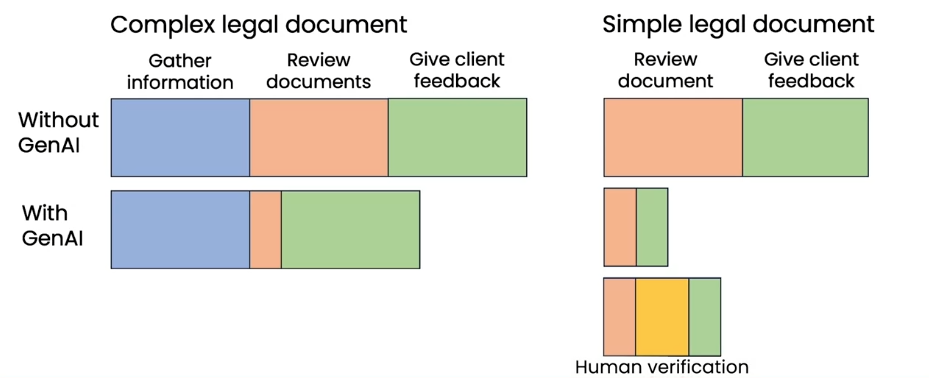 Complex legal document
Simple legal document
Gather
information
Review
documents
Give client
feedback
Review
document
Give client
feedback
Without
GenAI
With
GenAI
Human verification